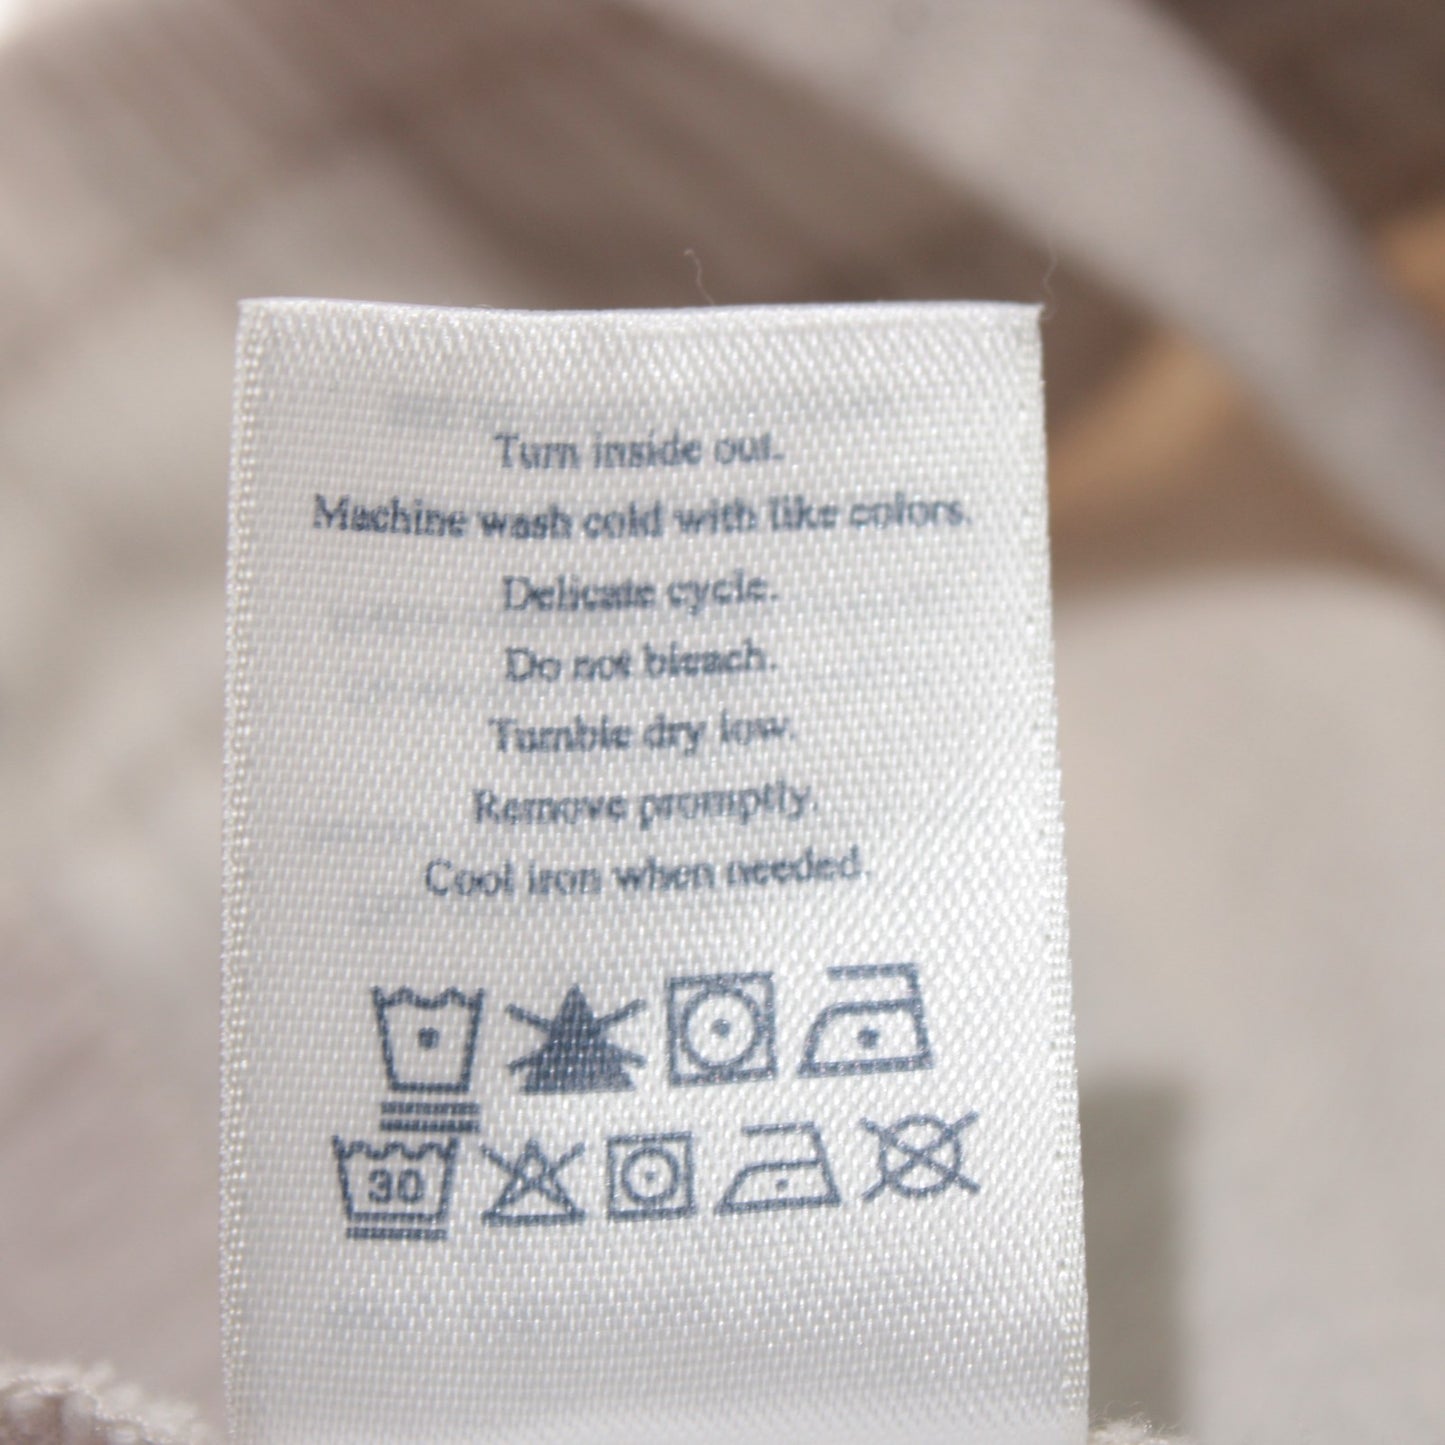 Turn inside out.
Machine wash cold with like colors.
Delicate cycle.
Do not bleach.
Tumble dry low.
Remove promptly.
Cool iron when needed.
30